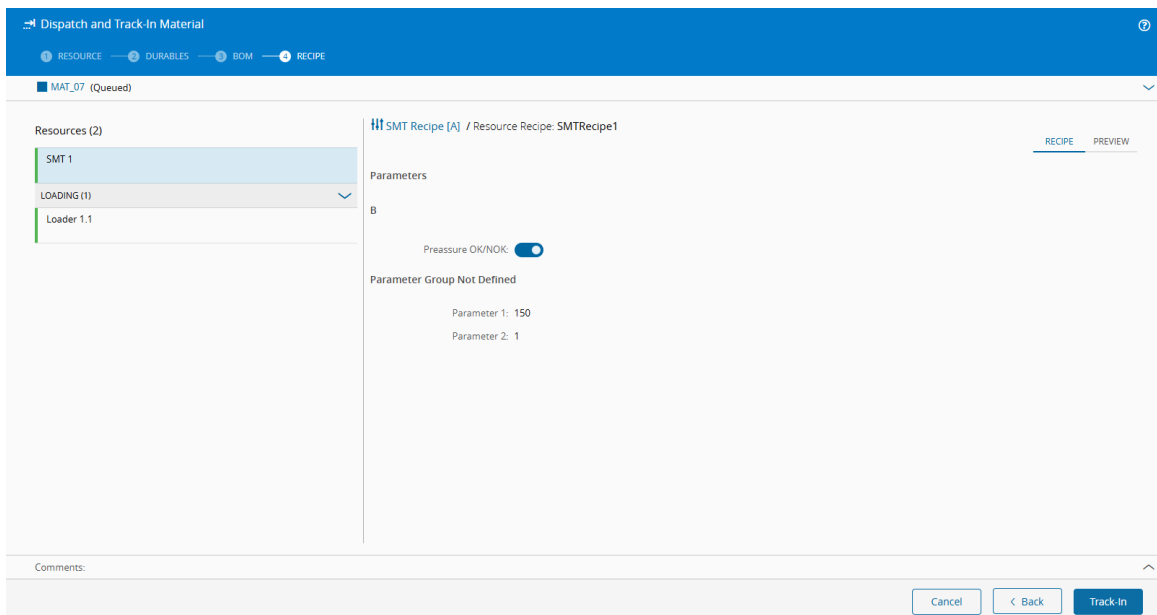 Dispatch and Track-In Material
1 RESOURCE 2 DURABLES 3 BOM 4 RECIPE
MAT_07 (Queued)
Resources (2)
SMT 1
LOADING (1)
Loader 1.1
SMT Recipe [A] / Resource Recipe: SMTRecipe1
RECIPE PREVIEW
Parameters
B
Preassure OK/NOK:
Parameter Group Not Defined
Parameter 1: 150
Parameter 2: 1
Comments:
Cancel < Back Track-In